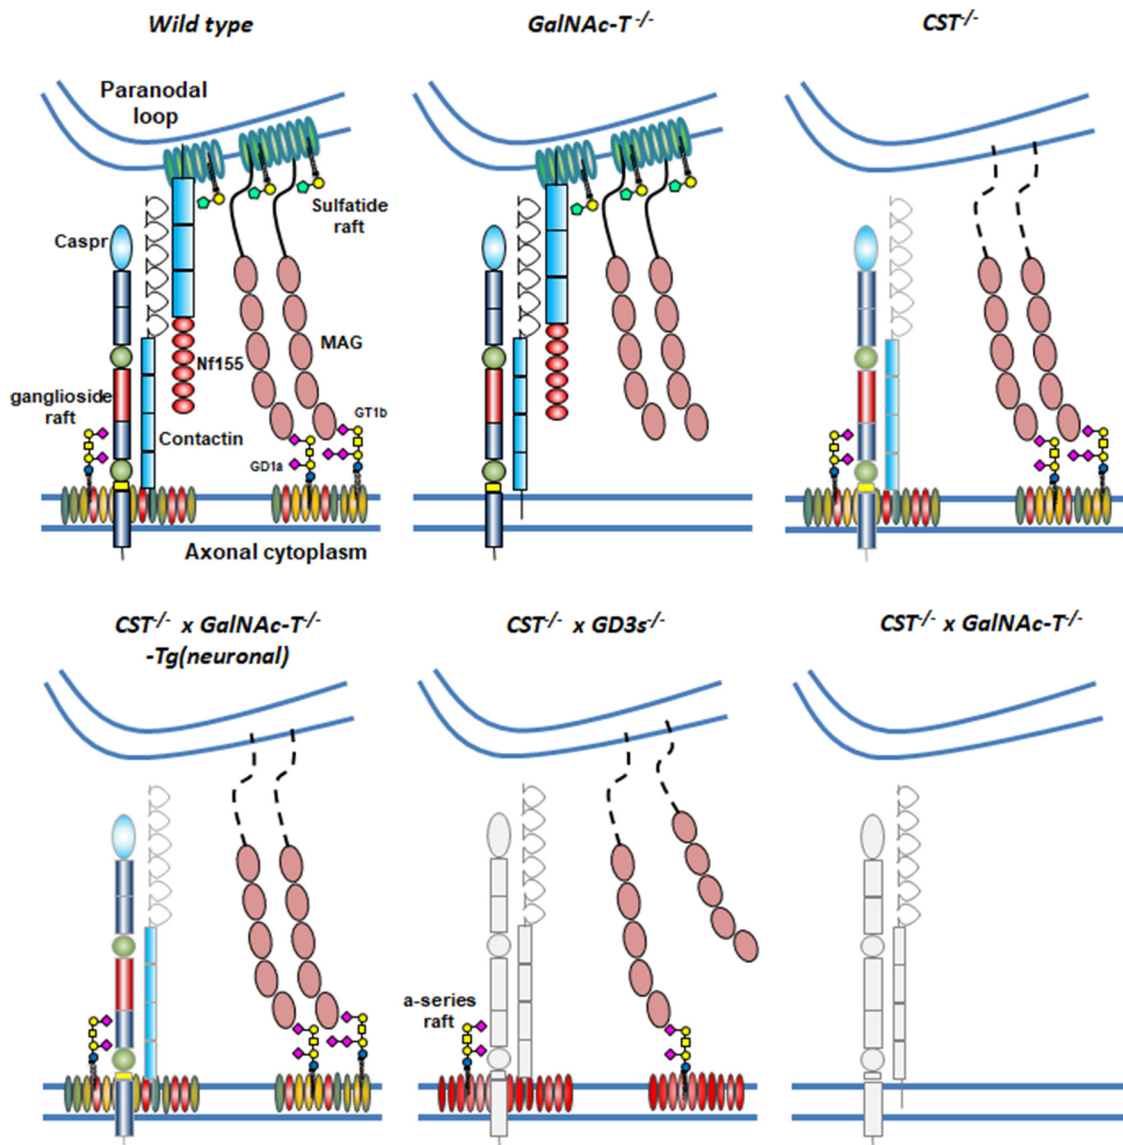 Wild type
GalNAc-T -/-
CST-/-
Paranodal
loop
Sulfatide
raft
Caspr
MAG
Nf155
ganglioside
raft
GT1b
Contactin
GD1a
Axonal cytoplasm
CST-/- x GalNAc-T-/-
-Tg(neuronal)
CST-/- x GD3s-/-
CST-/- x GalNAc-T-/-
a-series
raft